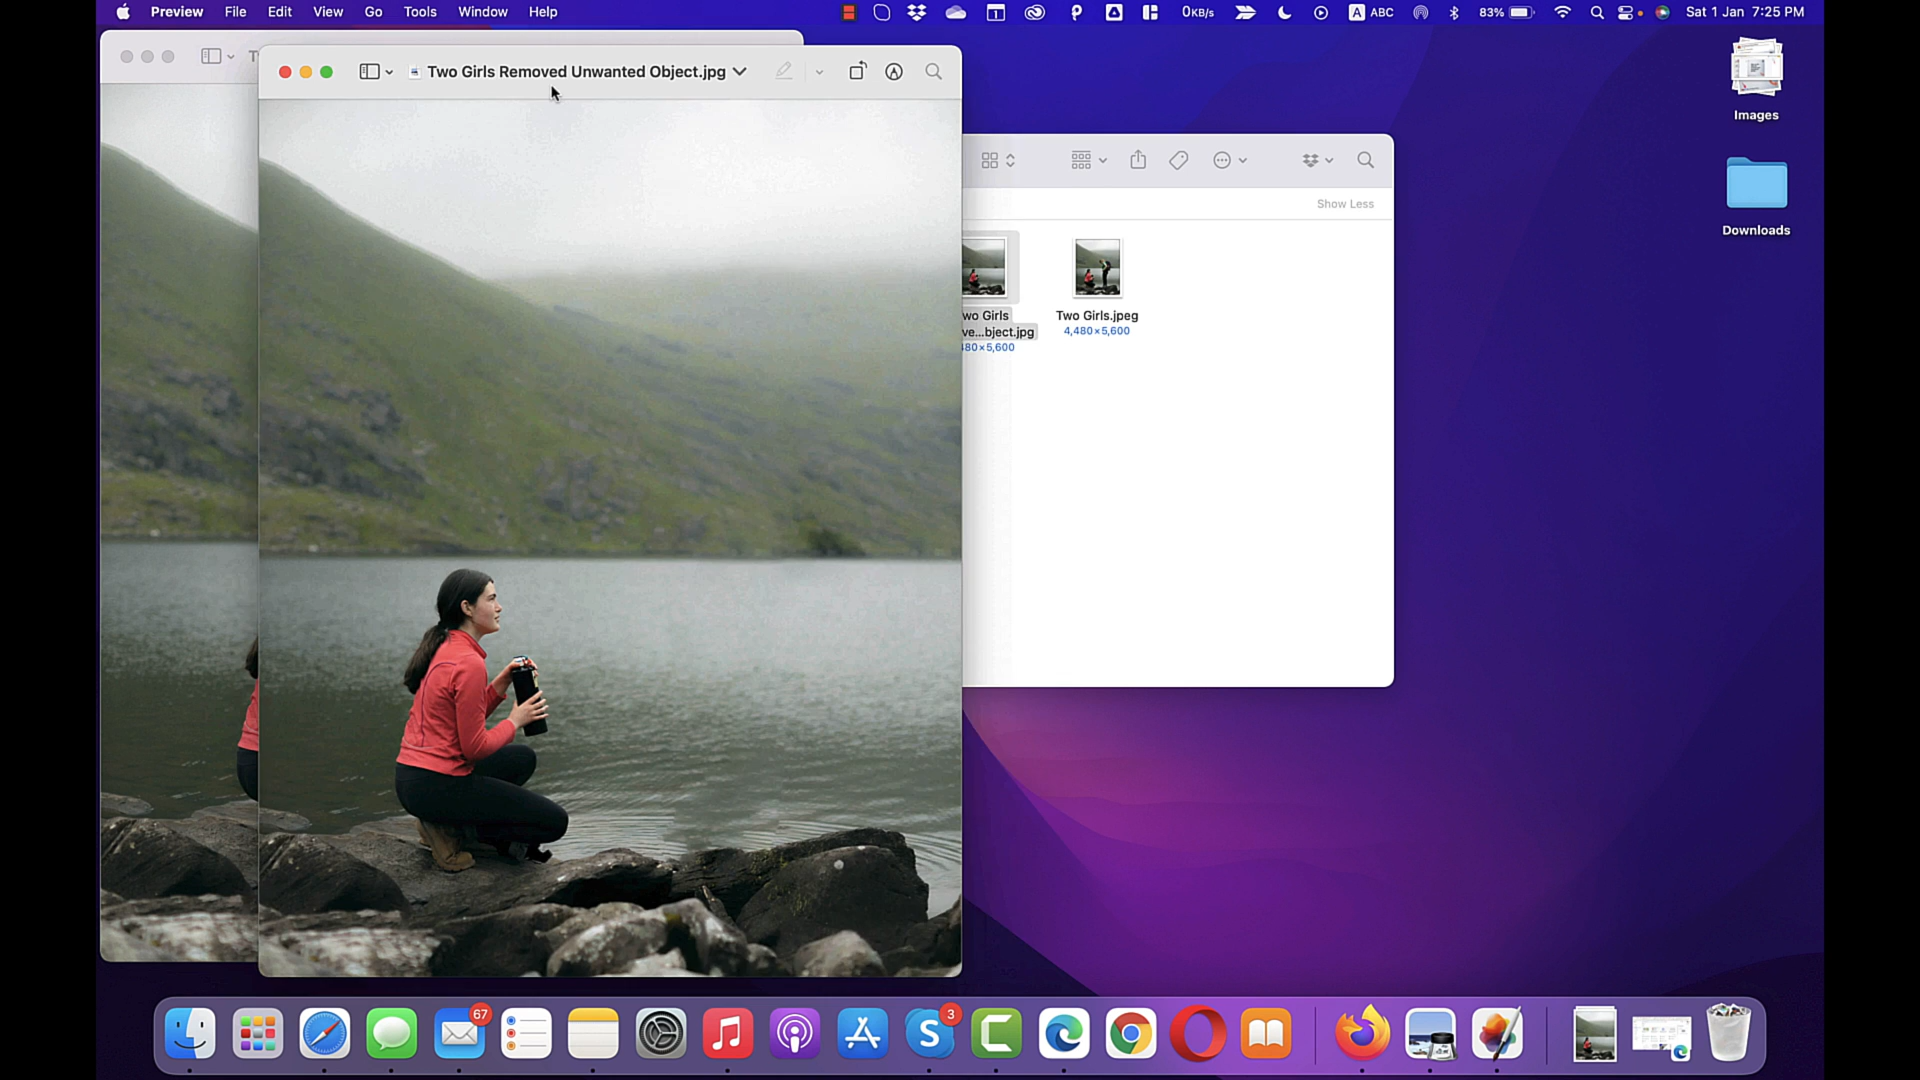 Preview File Edit View Go Tools Window Help
1
0KB/s
A ABC
83%
Sat 1 Jan 7:25 PM
Two Girls Removed Unwanted Object.jpg
Images
Downloads
Show Less
wo Girls
ve...bject.jpg
480×5,600
Two Girls.jpeg
4,480×5,600
67
3